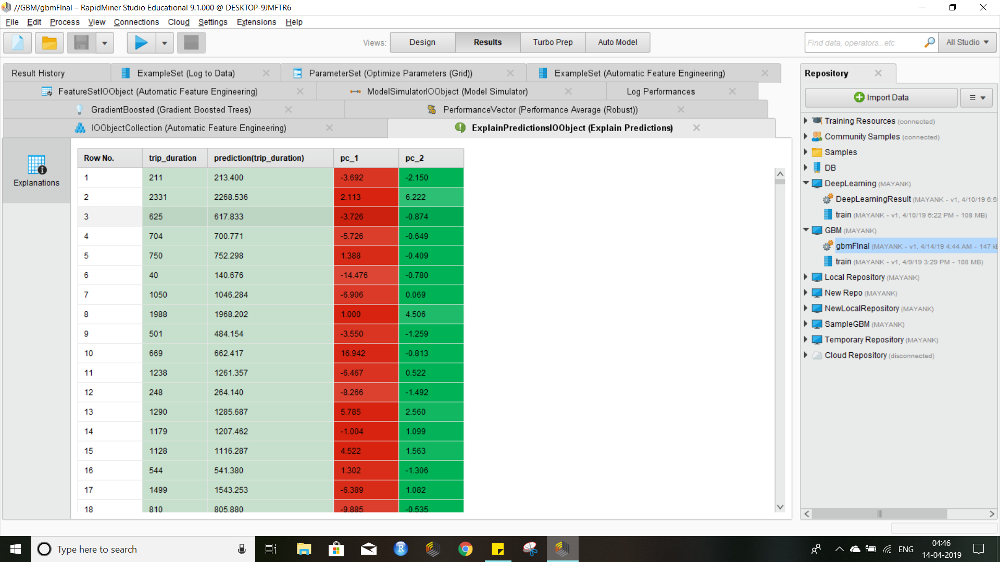 //GBM/gbmFInal – RapidMiner Studio Educational 9.1.000 @ DESKTOP-9JMFTR6
File Edit Process View Connections Cloud Settings Extensions Help
Views: Design Results Turbo Prep Auto Model
Find data, operators...etc All Studio
Result History ExampleSet (Log to Data) ParameterSet (Optimize Parameters (Grid)) ExampleSet (Automatic Feature Engineering)
FeatureSetIOObject (Automatic Feature Engineering) ModelSimulatorIOObject (Model Simulator) Log Performances
GradientBoosted (Gradient Boosted Trees) PerformanceVector (Performance Average (Robust))
IOObjectCollection (Automatic Feature Engineering) ExplainPredictionsIOObject (Explain Predictions)
Explanations
Row No. trip_duration prediction(trip_duration) pc_1 pc_2
1 211 213.400 -3.692 -2.150
2 2331 2268.536 2.113 6.222
3 625 617.833 -3.726 -0.874
4 704 700.771 -5.726 -0.649
5 750 752.298 1.388 -0.409
6 40 140.676 -14.476 -0.780
7 1050 1046.284 -6.906 0.069
8 1988 1968.202 1.000 4.506
9 501 484.154 -3.550 -1.259
10 669 662.417 16.942 -0.813
11 1238 1261.357 -6.467 0.522
12 248 264.140 -8.266 -1.492
13 1290 1285.687 5.785 2.560
14 1179 1207.462 -1.004 1.099
15 1128 1116.287 4.522 1.563
16 544 541.380 1.302 -1.306
17 1499 1543.253 -6.389 1.082
18 810 805.880 -9.885 -0.535
Repository
Import Data
Training Resources (connected)
Community Samples (connected)
Samples
DB
DeepLearning (MAYANK)
DeepLearningResult (MAYANK - v1, 4/10/19 6:5
train (MAYANK - v1, 4/10/19 6:22 PM - 108 MB)
GBM (MAYANK)
gbmFInal (MAYANK - v1, 4/14/19 4:44 AM - 147 kB
train (MAYANK - v1, 4/9/19 3:29 PM - 108 MB)
Local Repository (MAYANK)
New Repo (MAYANK)
NewLocalRepository (MAYANK)
SampleGBM (MAYANK)
Temporary Repository (MAYANK)
Cloud Repository (disconnected)
Type here to search
R
ENG
04:46
14-04-2019